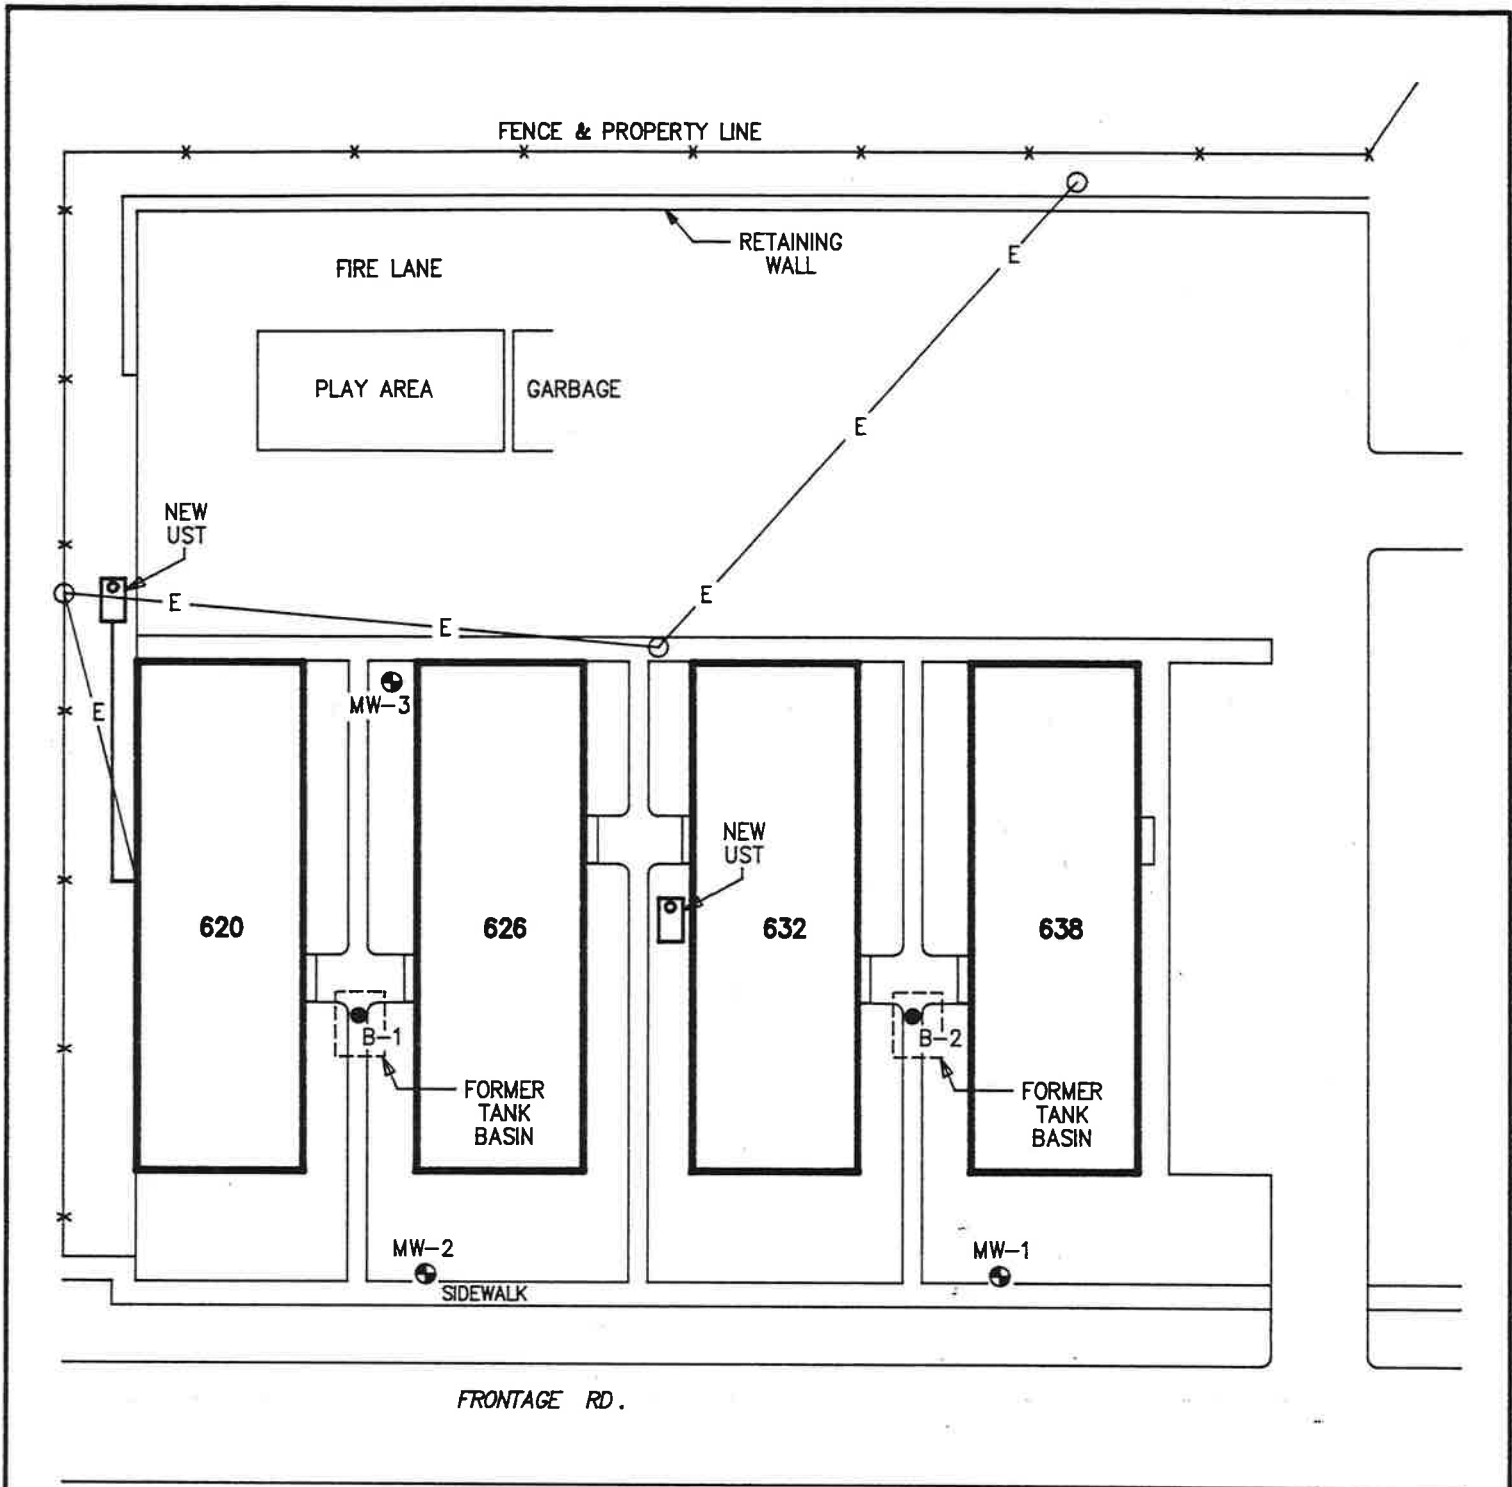 FENCE & PROPERTY LINE
RETAINING
WALL
E
FIRE LANE
PLAY AREA
GARBAGE
E
NEW
UST
E
E
E
MW-3
E
NEW
UST
620
626
632
638
B-1
B-2
FORMER
TANK
BASIN
FORMER
TANK
BASIN
MW-2
MW-1
SIDEWALK
FRONTAGE RD.